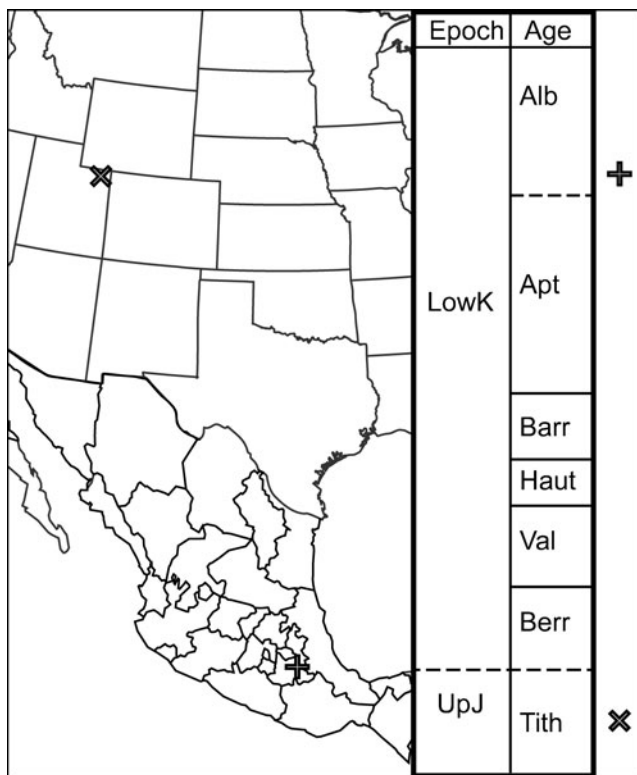 Epoch Age
Alb
Apt
LowK
Barr
Haut
Val
Berr
UpJ
Tith